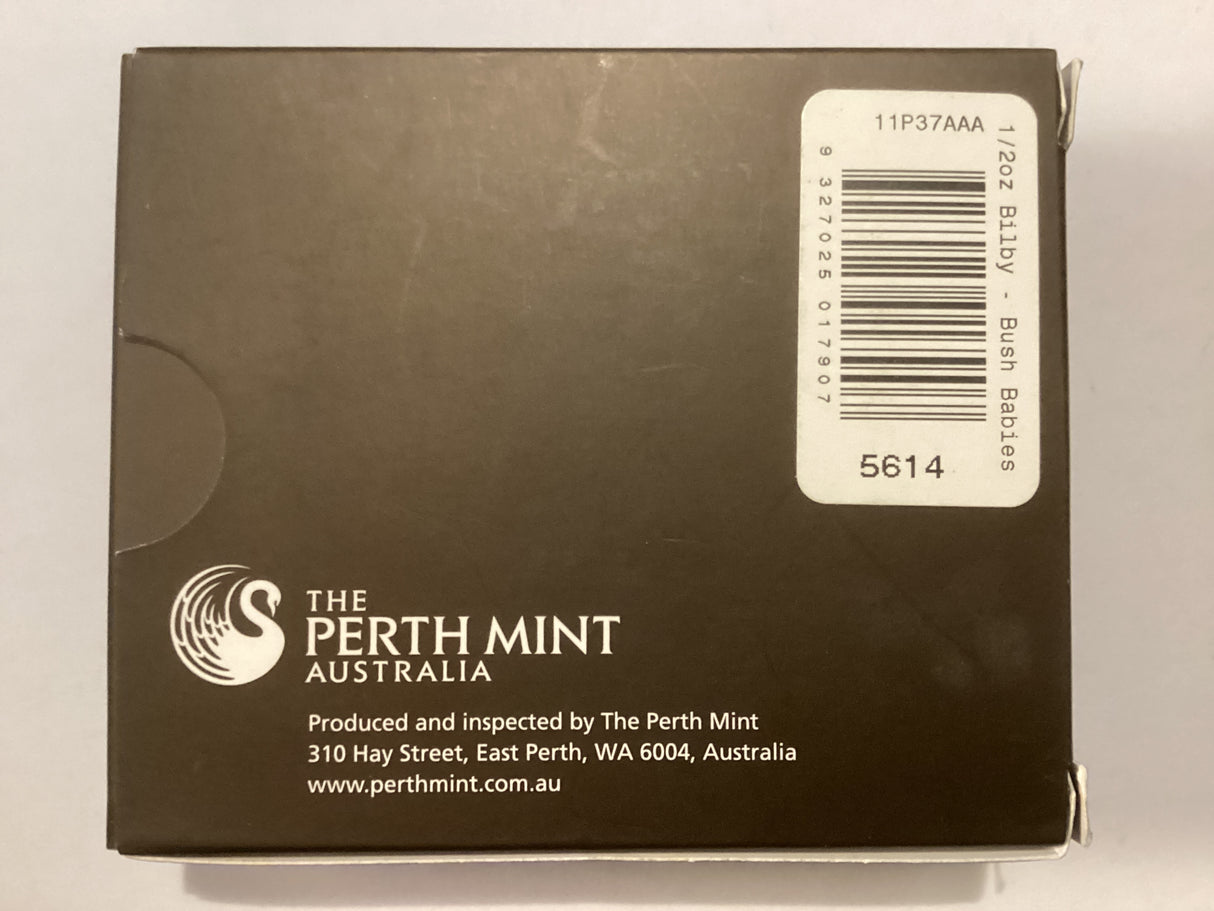 11P37AAA
1/2oz Bilby - Bush Babies
9 327025 017907
5614
THE
PERTH MINT
AUSTRALIA
Produced and inspected by The Perth Mint
310 Hay Street, East Perth, WA 6004, Australia
www.perthmint.com.au